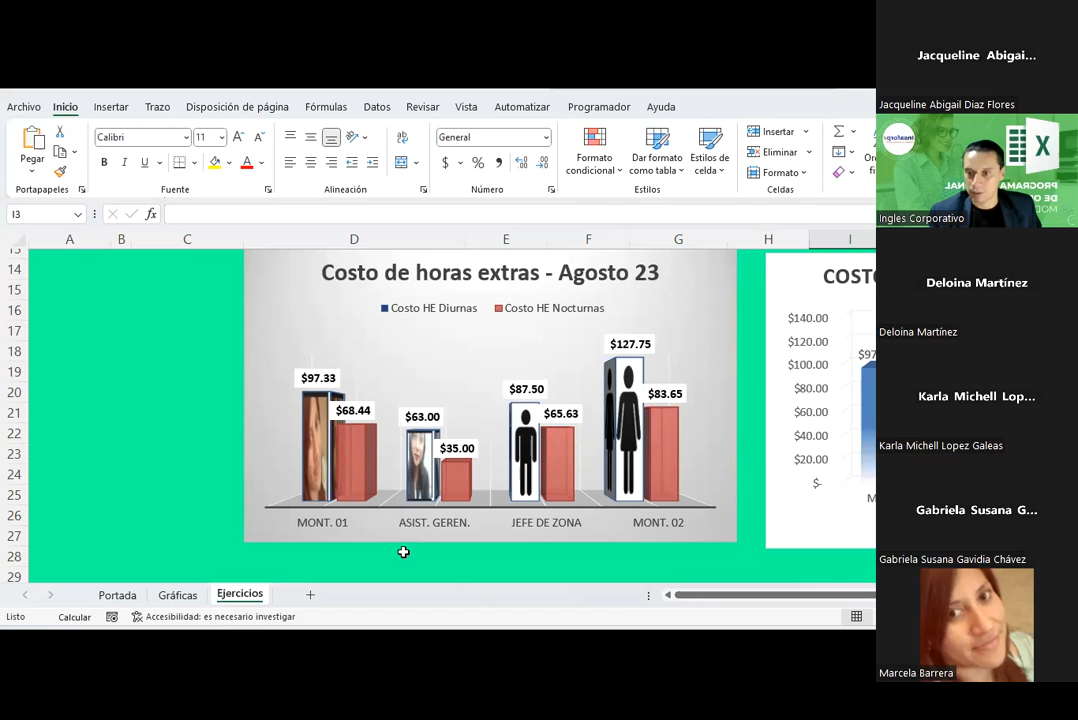 Archivo Inicio Insertar Trazo Disposición de página Fórmulas Datos Revisar Vista Automatizar Programador Ayuda
Pegar
Calibri 11
General
$ %
Formato condicional
Dar formato como tabla
Estilos de celda
Insertar
Eliminar
Formato
Portapapeles Fuente Alineación Número Estilos Celdas
I3
fx
A B C D E F G H I
14
15
16
17
18
19
20
21
22
23
24
25
26
27
28
29
Costo de horas extras - Agosto 23
Costo HE Diurnas Costo HE Nocturnas
$97.33
$68.44
$63.00
$35.00
$87.50
$65.63
$127.75
$83.65
MONT. 01 ASIST. GEREN. JEFE DE ZONA MONT. 02
$140.00
$120.00
$100.00
$80.00
$60.00
$40.00
$20.00
$-
Portada Gráficas Ejercicios
Listo Calcular Accesibilidad: es necesario investigar
Jacqueline Abigai...
Jacqueline Abigail Diaz Flores
Insaforp
X
Ingles Corporativo
Deloina Martínez
Deloina Martínez
Karla Michell Lop...
Karla Michell Lopez Galeas
Gabriela Susana G...
Gabriela Susana Gavidia Chávez
Marcela Barrera